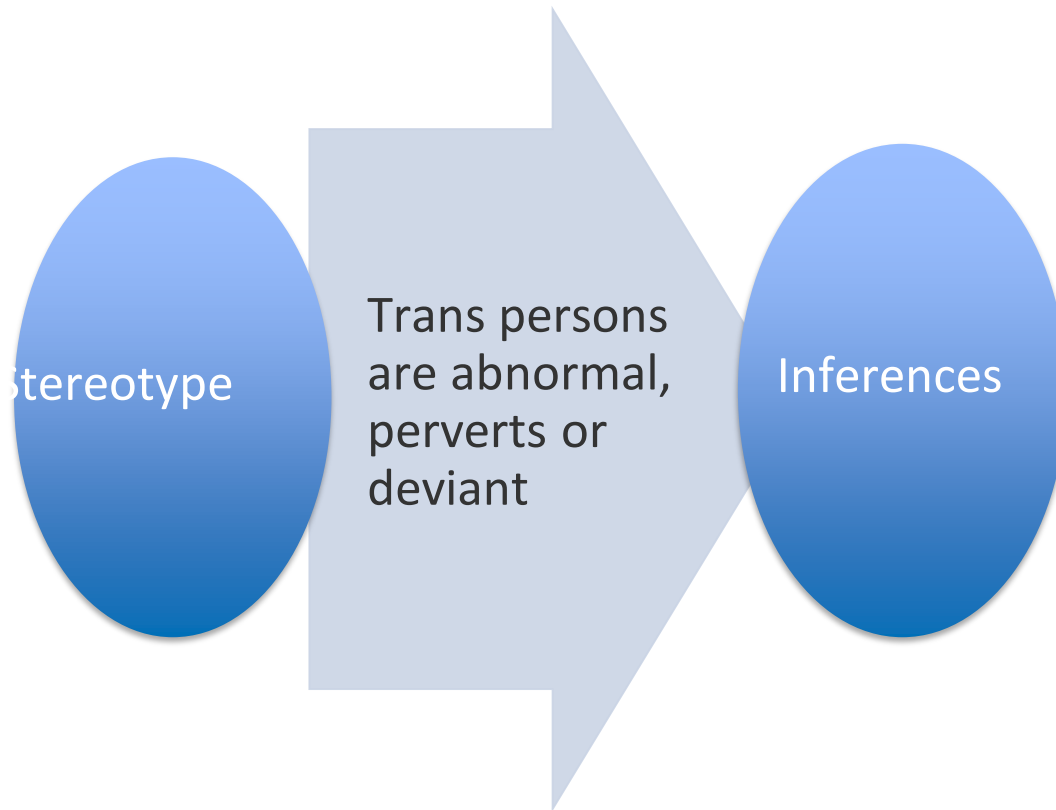 Stereotype
Trans persons
are abnormal,
perverts or
deviant
Inferences